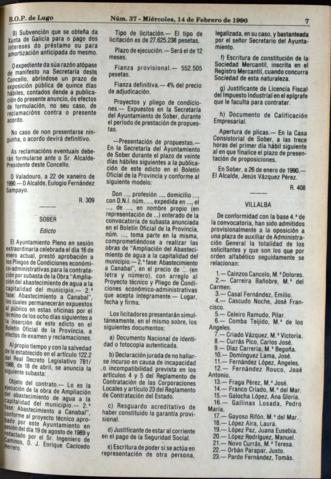 B.O.P. de Lugo
Núm. 37 - Miércoles, 14 de Febrero de 1990
7
B) Subvención que se obteña da
Xunta de Galicia para o pago dos
intereses do préstamo ou para
amortización anticipada do mesmo.
O expediente da súa razón atópase
de manifesto na Secretaría deste
Concello, abríndose un prazo de
exposición pública de quince días
hábiles, contados dende a publica-
ción do presente anuncio, ós efectos
de formularse, no seu caso, de
reclamacións contra o presente
acordo.
No caso de non presentarse nin-
gunha, o acordo devirá definitivo.
As reclamacións eventuais debe-
rán formularse ante o Sr. Alcalde-
Presidente deste Concello.
O Valadouro, a 22 de xaneiro de
1990.—O Alcalde, Eulogio Fernández
Sampayo.
R. 309
SOBER
Edicto
El Ayuntamiento Pleno en sesión
extraordinaria celebrada el día 16 de
enero actual, prestó aprobación a
los Pliegos de Condiciones económi-
co-administrativas para la contrata-
ción por subasta de la Obra "Amplia-
ción del abastecimiento de agua a la
capitalidad del municipio. — 2.ª
fase: Abastecimiento a Canabal",
los cuales permanecerán expuestos
al público en estas oficinas por el
término de los ocho días siguientes a
la inserción de este edicto en el
Boletín Oficial de la Provincia, a
efectos de examen y reclamaciones.
Al propio tiempo y con la salvedad
de lo establecido en el artículo 122.2
del Real Decreto Legislativo 781/
1986, de 18 de abril, se anuncia la
siguiente subasta:
Objeto del contrato.— Lo es la
ejecución de la obra de Ampliación
del abastecimiento de agua a la
capitalidad del municipio.— 2.ª
fase: Abastecimiento a Canabal",
conforme al proyecto técnico apro-
bado por este Ayuntamiento en
sesión del día 19 de agosto de 1989 y
redactado por el Sr. Ingeniero de
Caminos, D. J. Enrique Cacicedo
Herrero.
Tipo de licitación.— El tipo de
licitación es de 27.625.236 pesetas.
Plazo de ejecución.— Será el de 12
meses.
Fianza provisional.— 552.505
pesetas.
Fianza definitiva.— 4% del precio
de adjudicación.
Proyectos y pliego de condicio-
nes.— Expuestos en la Secretaría
del Ayuntamiento de Sober, durante
el período de prestación de propues-
tas.
—Presentación de propuestas.—
En la Secretaría del Ayuntamiento
de Sober durante el plazo de veinte
días hábiles siguientes a la publica-
ción de este edicto en el Boletín
Oficial de la Provincia y conforme al
siguiente modelo:
Don ..., profesión ..., domicilio ...,
con D.N.I. núm. ..., expedida en ..., el
..., de ..., en nombre propio (en
representación de ...) enterado de la
convocatoria de subasta anunciada
en el Boletín Oficial de la Provincia,
núm. ..., toma parte en la misma,
comprometiéndose a realizar las
obras de "Ampliación del Abasteci-
miento de agua a la capitalidad del
municipio — 2.ª fase: Ampliación a
Canabal", en el precio de ... (en
letra y número), con arreglo al
Proyecto técnico y Pliego de Condi-
ciones económico-administrativas
que acepta íntegramente.— Lugar,
fecha y firma.
Los licitadores presentarán simul-
táneamente, en el mismo sobre, los
siguientes documentos:
a) Documento Nacional de Identi-
dad o fotocopia autentificada.
b) Declaración jurada de no hallar-
se incurso en causa de incapacidad
o incompatibilidad prevista en los
artículos 4 y 5 del Reglamento de
Contratación de las Corporaciones
Locales y artículo 23 del Reglamento
de Contratación del Estado.
c) Resguardo acreditativo de
haber constituido la garantía provi-
sional.
d) Justificante de estar al corriente
en el pago de la Seguridad Social.
e) Escritura de poder si se actúa en
representación de otra persona,
legalizada, en su caso, y bastanteada
por el señor Secretario del Ayunta-
miento.
f) Escritura de constitución de la
Sociedad Mercantil, inscrita en el
Registro Mercantil, cuando concurra
Sociedad de esta naturaleza.
g) Justificante de Licencia Fiscal
del Impuesto Industrial en el epígrafe
que le faculta para contratar.
h) Documento de Calificación
Empresarial.
Apertura de plicas.— En la Casa
Consistorial de Sober, a las trece
horas del primer día hábil siguiente
al en que finalice el plazo de presen-
tación de proposiciones.
En Sober, a 26 de enero de 1990.—
El Alcalde, Jesús Vázquez Pérez.
R. 408
VILLALBA
De conformidad con la base 4.ª de
la convocatoria, han sido admitidos
provisionalmente a la oposición a
una plaza de auxiliar de Administra-
ción General la totalidad de los
solicitantes y que son los que por
orden alfabético seguidamente se
relacionan:
1.— Cainzos Cancelo, M.ª Dolores.
2.— Carreira Bañobre, M.ª del
Carmen.
3.— Casal Fernández, Emilio.
4.— Cascudo Noche, José Fran-
cisco.
5.— Celeiro Ramudo, Pilar.
6.— Comba Tejido, M.ª de los
Angeles.
7.— Criado Vázquez, M.ª Victoria.
8.— Currás Pico, Carlos José.
9.— Díaz Carreira, M.ª Begoña.
10.— Domínguez Lama, José.
11.— Fernández López, Angeles.
12.— Fernández Rouco, José
Antonio.
13.— Fraga Pérez, M.ª José.
14.— Franco Criado, M.ª del Mar.
15.— Galocha López, Ana Gloria.
16.— Galiñas Losada, Pedro
María.
17.— Gayoso Rifón, M.ª del Mar.
18.— López Aira, Laura.
19.— López Paz, Juana Eusebia.
20.— López Rodríguez, Manuel.
21.— Novo Currás, M.ª Teresa.
22.— Orbán Parapar, Justo.
23.— Pardo Fernández, Tomás.